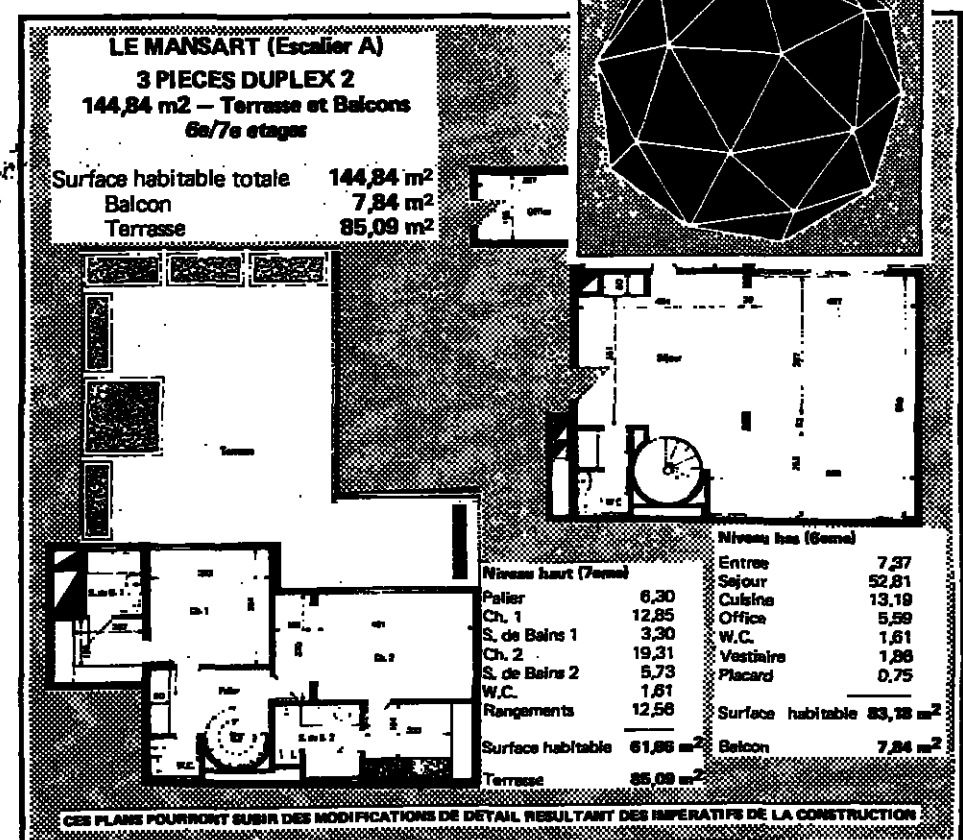 LE MANSART (Escalier A)
3 PIECES DUPLEX 2
144,84 m2 — Terrasse et Balcons
6e/7e etages
Surface habitable totale 144,84 m2
Balcon 7,84 m2
Terrasse 85,09 m2
Office
Séjour
W.C.
Terrasse
S. de B. 1
Ch. 1
Ch. 2
Palier
S. de B. 2
W.C.
Niveau haut (7eme)
Palier 6,30
Ch. 1 12,85
S. de Bains 1 3,30
Ch. 2 19,31
S. de Bains 2 5,73
W.C. 1,61
Rangements 12,56
Surface habitable 61,66 m2
Terrasse 85,09 m2
Niveau bas (6eme)
Entree 7,37
Sejour 52,81
Cuisine 13,19
Office 5,59
W.C. 1,61
Vestiaire 1,86
Placard 0,75
Surface habitable 83,18 m2
Balcon 7,84 m2
CES PLANS POURRONT SUBIR DES MODIFICATIONS DE DETAIL RESULTANT DES IMPERATIFS DE LA CONSTRUCTION